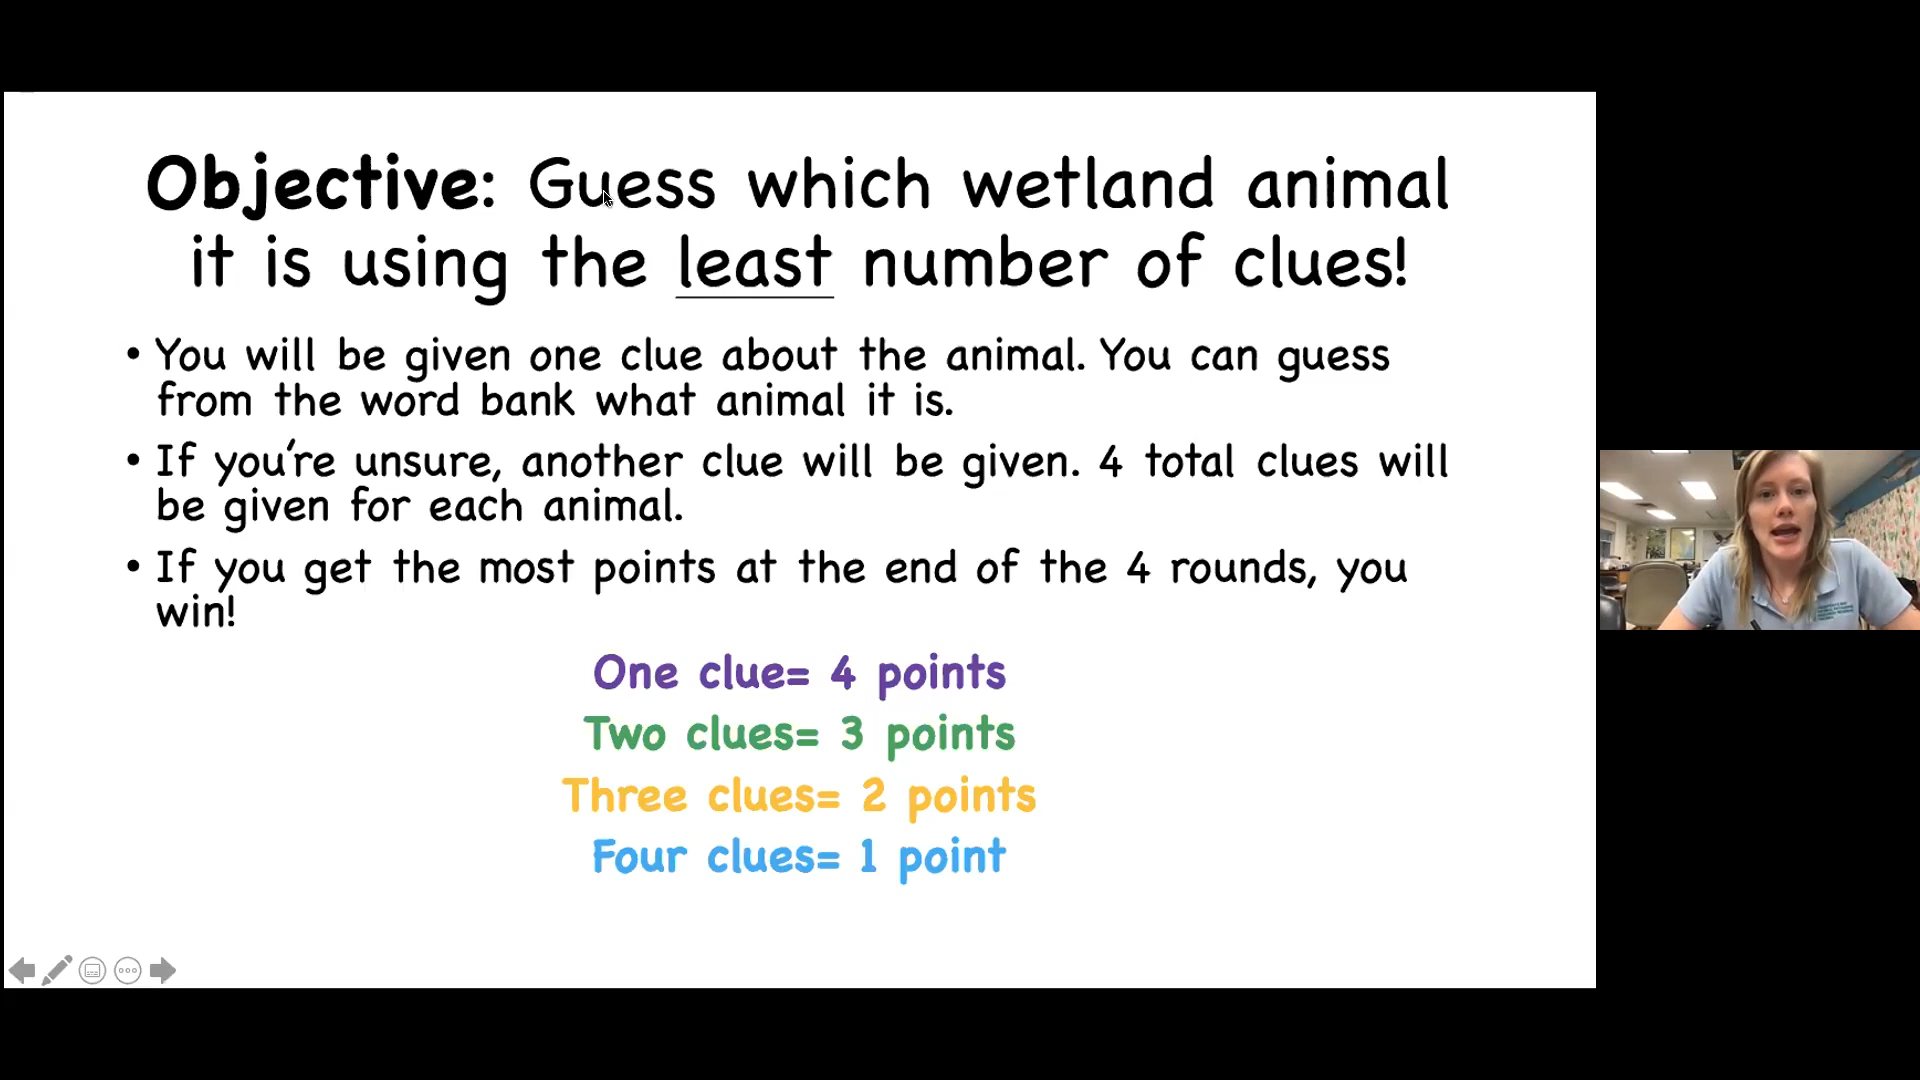 Objective: Guess which wetland animal
it is using the least number of clues!
• You will be given one clue about the animal. You can guess
from the word bank what animal it is.
• If you're unsure, another clue will be given. 4 total clues will
be given for each animal.
• If you get the most points at the end of the 4 rounds, you
win!
One clue= 4 points
Two clues= 3 points
Three clues= 2 points
Four clues= 1 point